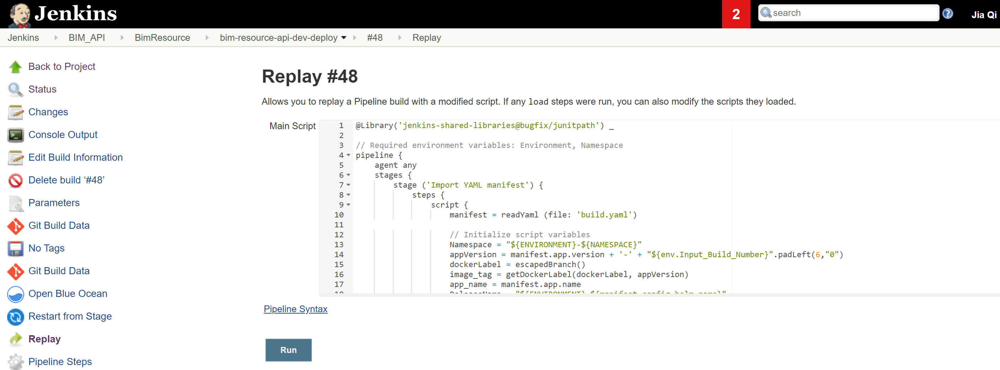 Jenkins
2
search
Jia Qi
Jenkins BIM_API BimResource bim-resource-api-dev-deploy #48 Replay
Back to Project
Status
Changes
Console Output
Edit Build Information
Delete build ‘#48’
Parameters
Git Build Data
No Tags
Git Build Data
Open Blue Ocean
Restart from Stage
Replay
Pipeline Steps
Replay #48
Allows you to replay a Pipeline build with a modified script. If any load steps were run, you can also modify the scripts they loaded.
Main Script
1 @Library('jenkins-shared-libraries@bugfix/junitpath') _
2
3 // Required environment variables: Environment, Namespace
4 pipeline {
5 agent any
6 stages {
7 stage ('Import YAML manifest') {
8 steps {
9 script {
10 manifest = readYaml (file: 'build.yaml')
11
12 // Initialize script variables
13 Namespace = "${ENVIRONMENT}-${NAMESPACE}"
14 appVersion = manifest.app.version + '-' + "${env.Input_Build_Number}".padLeft(6,"0")
15 dockerLabel = escapedBranch()
16 image_tag = getDockerLabel(dockerLabel, appVersion)
17 app_name = manifest.app.name
18 ReleaseName = "${ENVIRONMENT}-${manifest.config.helm.name}"
Pipeline Syntax
Run